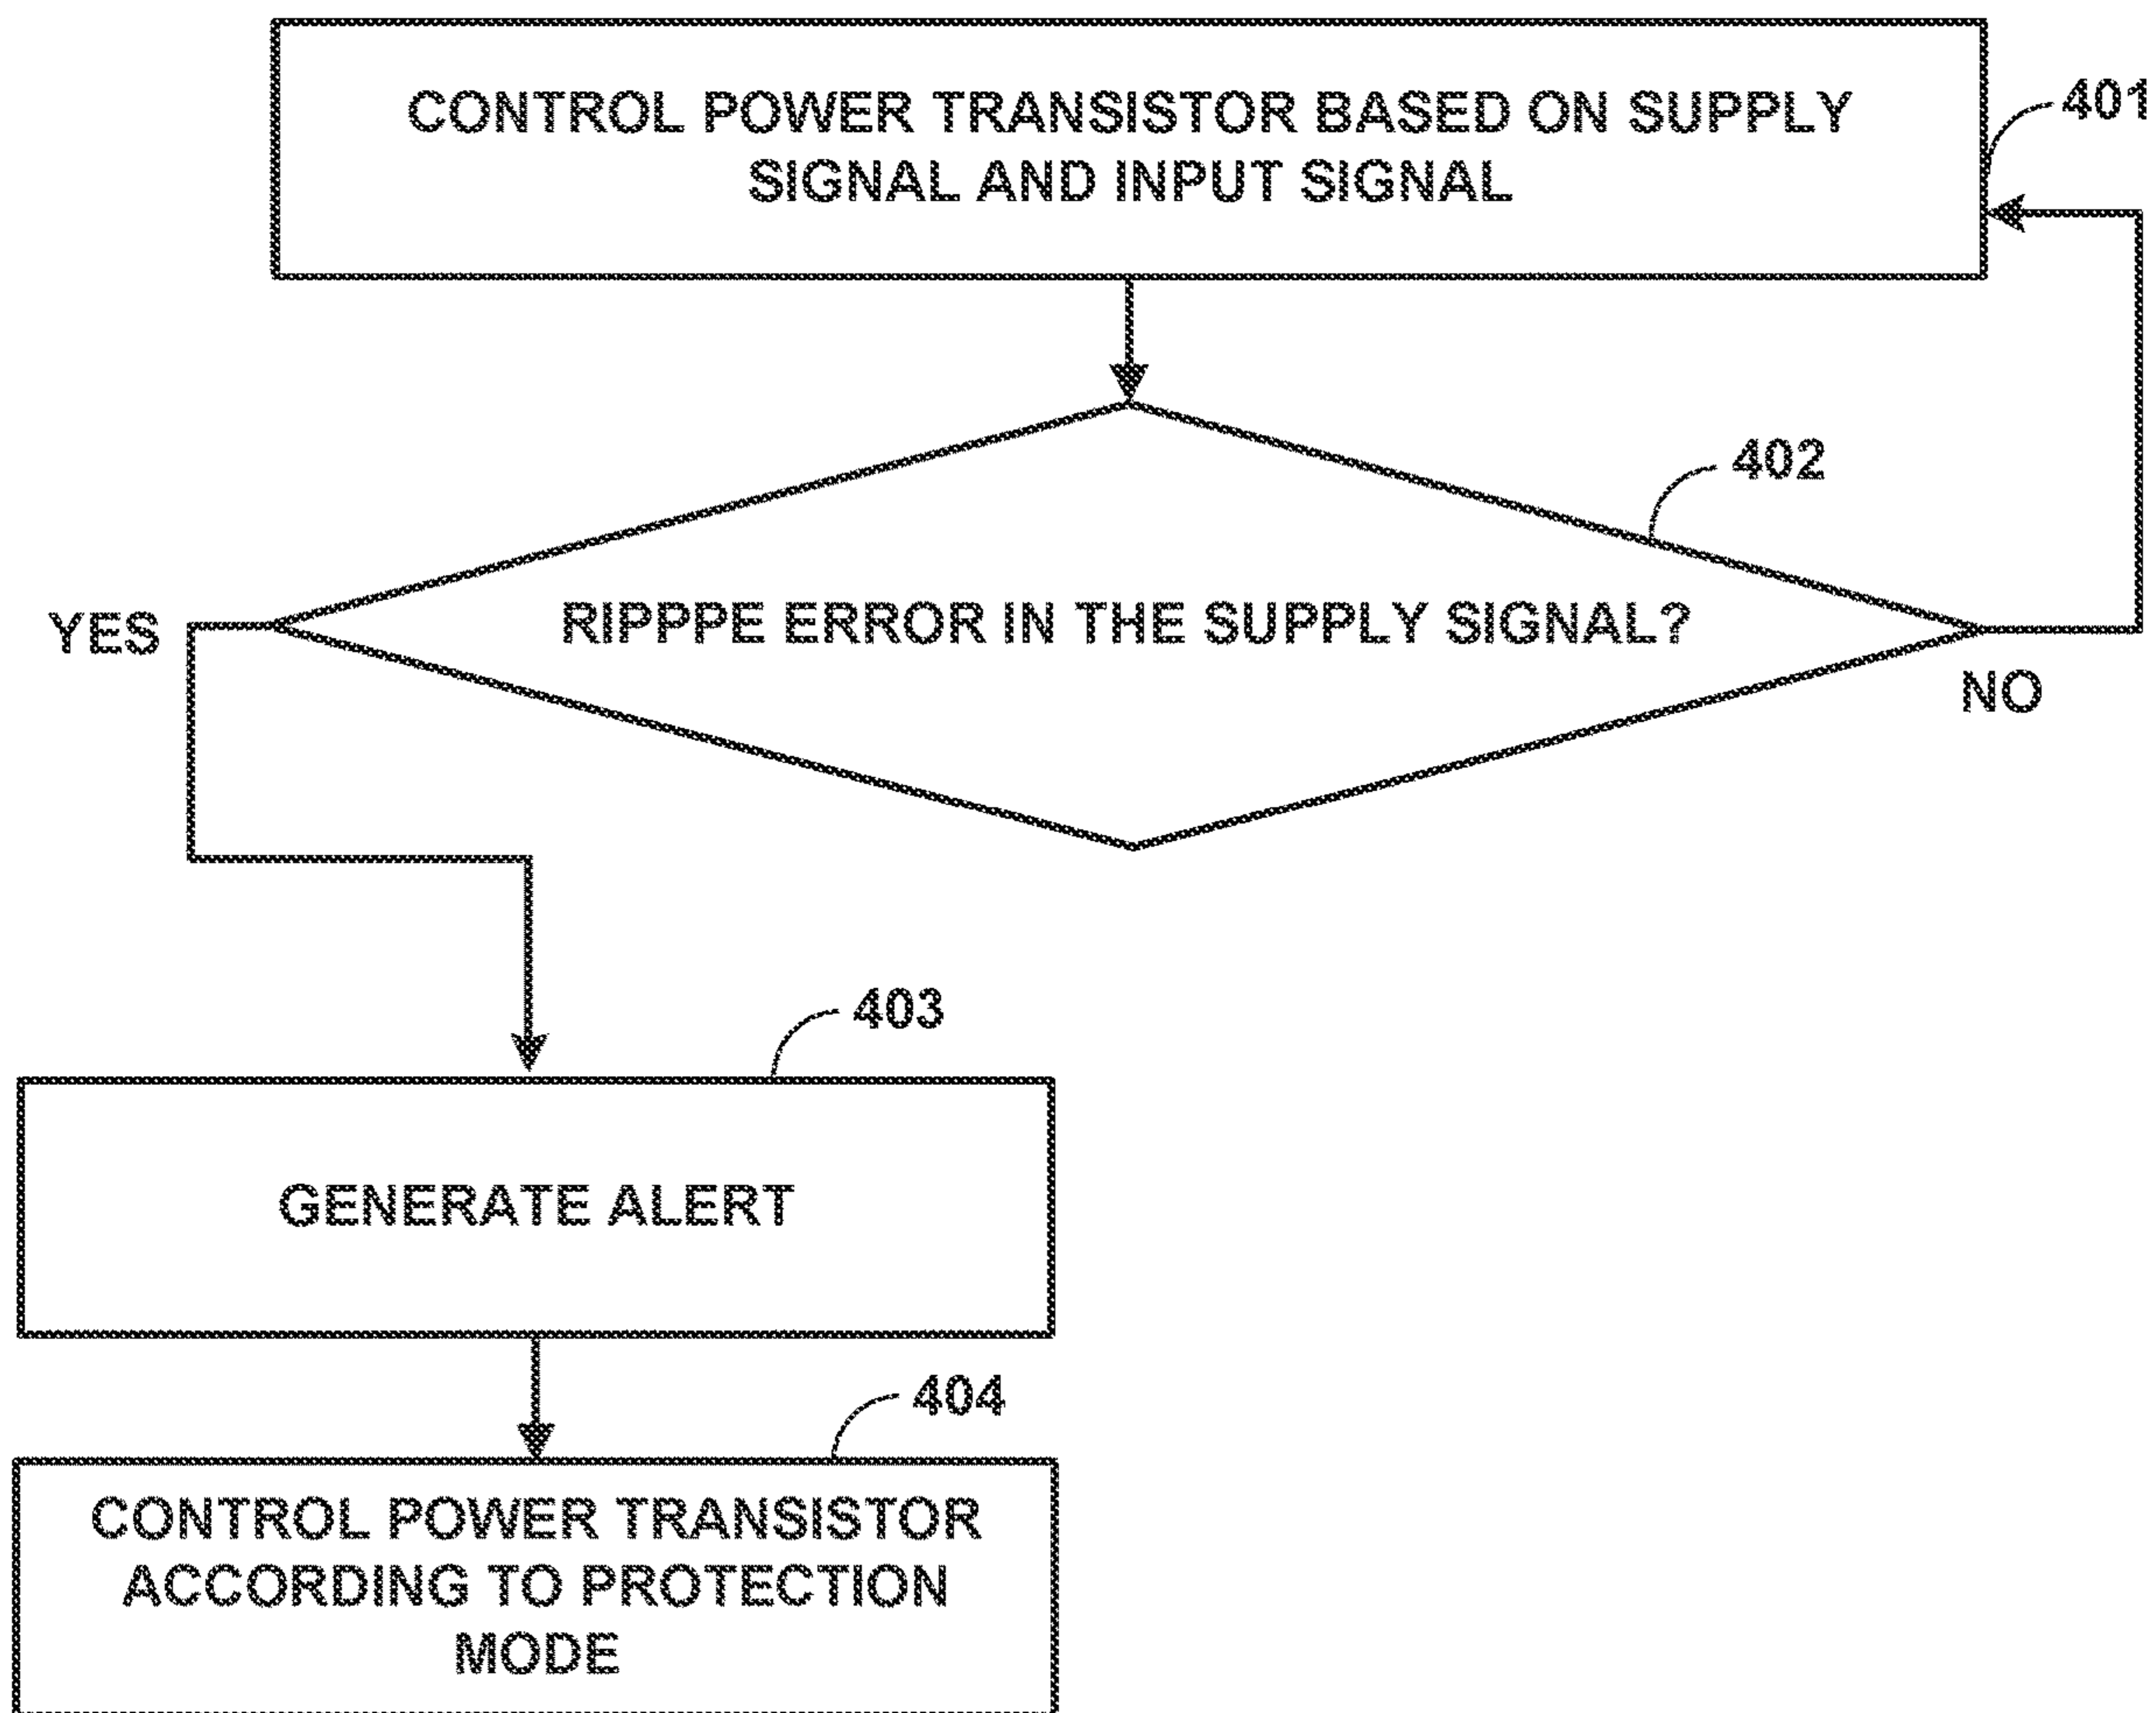 CONTROL POWER TRANSISTOR BASED ON SUPPLY
SIGNAL AND INPUT SIGNAL
401
402
RIPPPE ERROR IN THE SUPPLY SIGNAL?
YES
NO
403
GENERATE ALERT
404
CONTROL POWER TRANSISTOR
ACCORDING TO PROTECTION
MODE